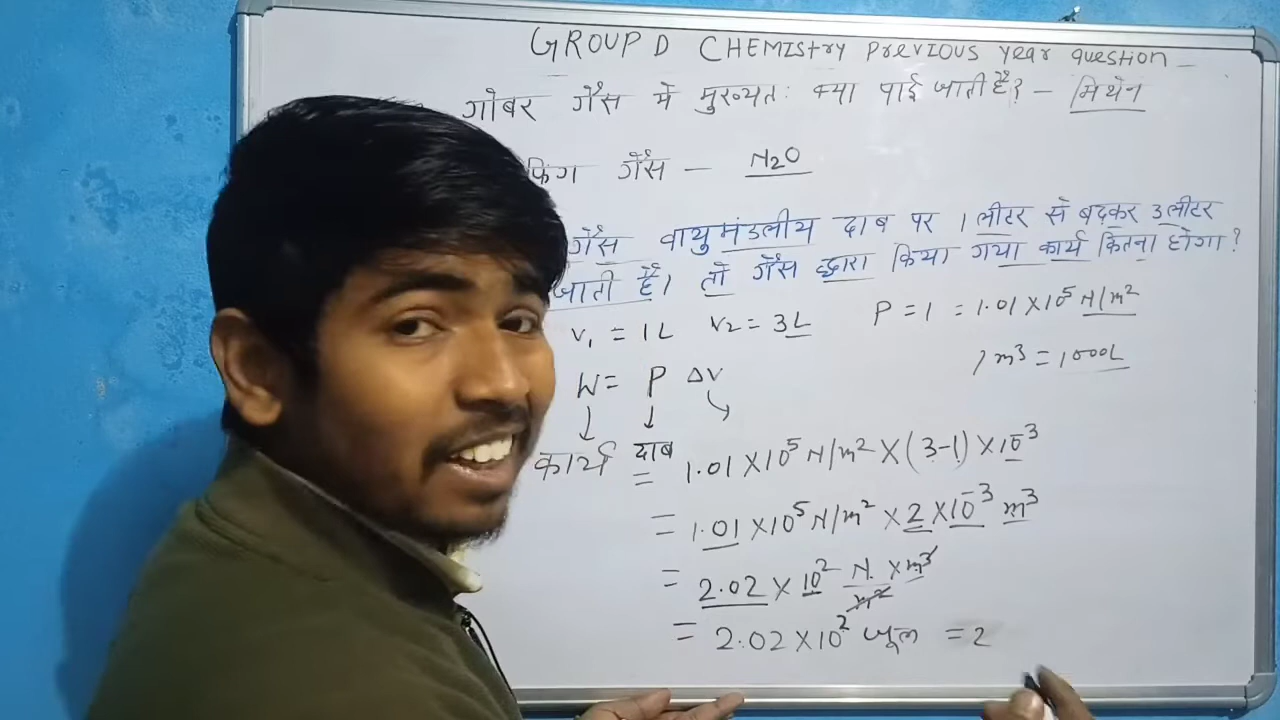 GROUP D CHEMIStry Previous year question
गोबर गैस में मुख्यतः क्या पाई जाती है? - मिथेन
फिंग गैस - N₂O
गैस वायुमंडलीय दाब पर 1 लीटर से बढ़कर 3 लीटर
जाती है। तो गैस द्वारा किया गया कार्य कितना होगा?
V₁ = 1L V₂ = 3L P = 1 = 1.01 × 10⁵ N/m²
1 m³ = 1000L
W = P ΔV
कार्य दाब
= 1.01 × 10⁵ N/m² × (3-1) × 10⁻³
= 1.01 × 10⁵ N/m² × 2 × 10⁻³ m³
= 2.02 × 10² N × m³ / m²
= 2.02 × 10² जूल = 2